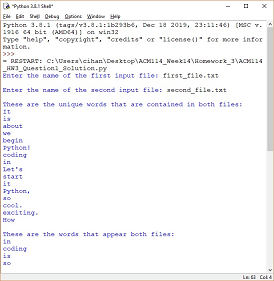 *Python 3.8.1 Shell*
File Edit Shell Debug Options Window Help
Python 3.8.1 (tags/v3.8.1:1b293b6, Dec 18 2019, 23:11:46) [MSC v.
1916 64 bit (AMD64)] on win32
Type "help", "copyright", "credits" or "license()" for more infor
mation.
>>>
= RESTART: C:\Users\cihan\Desktop\ACM114_Week14\Homework_3\ACM114
_HW3_Question1_Solution.py
Enter the name of the first input file: first_file.txt
Enter the name of the second input file: second_file.txt
These are the unique words that are contained in both files:
It
is
about
we
begin
Python!
coding
in
Let's
start
it
Python,
so
cool.
exciting.
How
These are the words that appear both files:
in
coding
is
so
Ln: 63 Col: 4